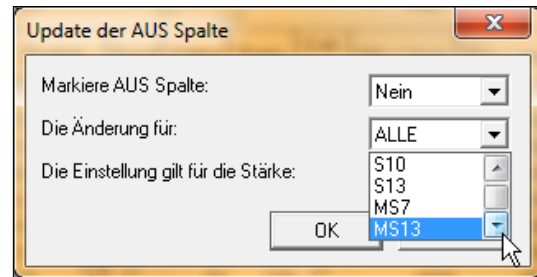 Update der AUS Spalte
Markiere AUS Spalte: Nein
Die Änderung für: ALLE
Die Einstellung gilt für die Stärke: S10
S13
MS7
OK MS13